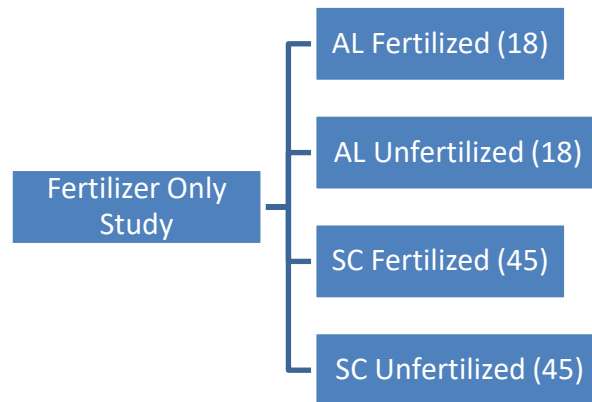 AL Fertilized (18)
AL Unfertilized (18)
Fertilizer Only
Study
SC Fertilized (45)
SC Unfertilized (45)